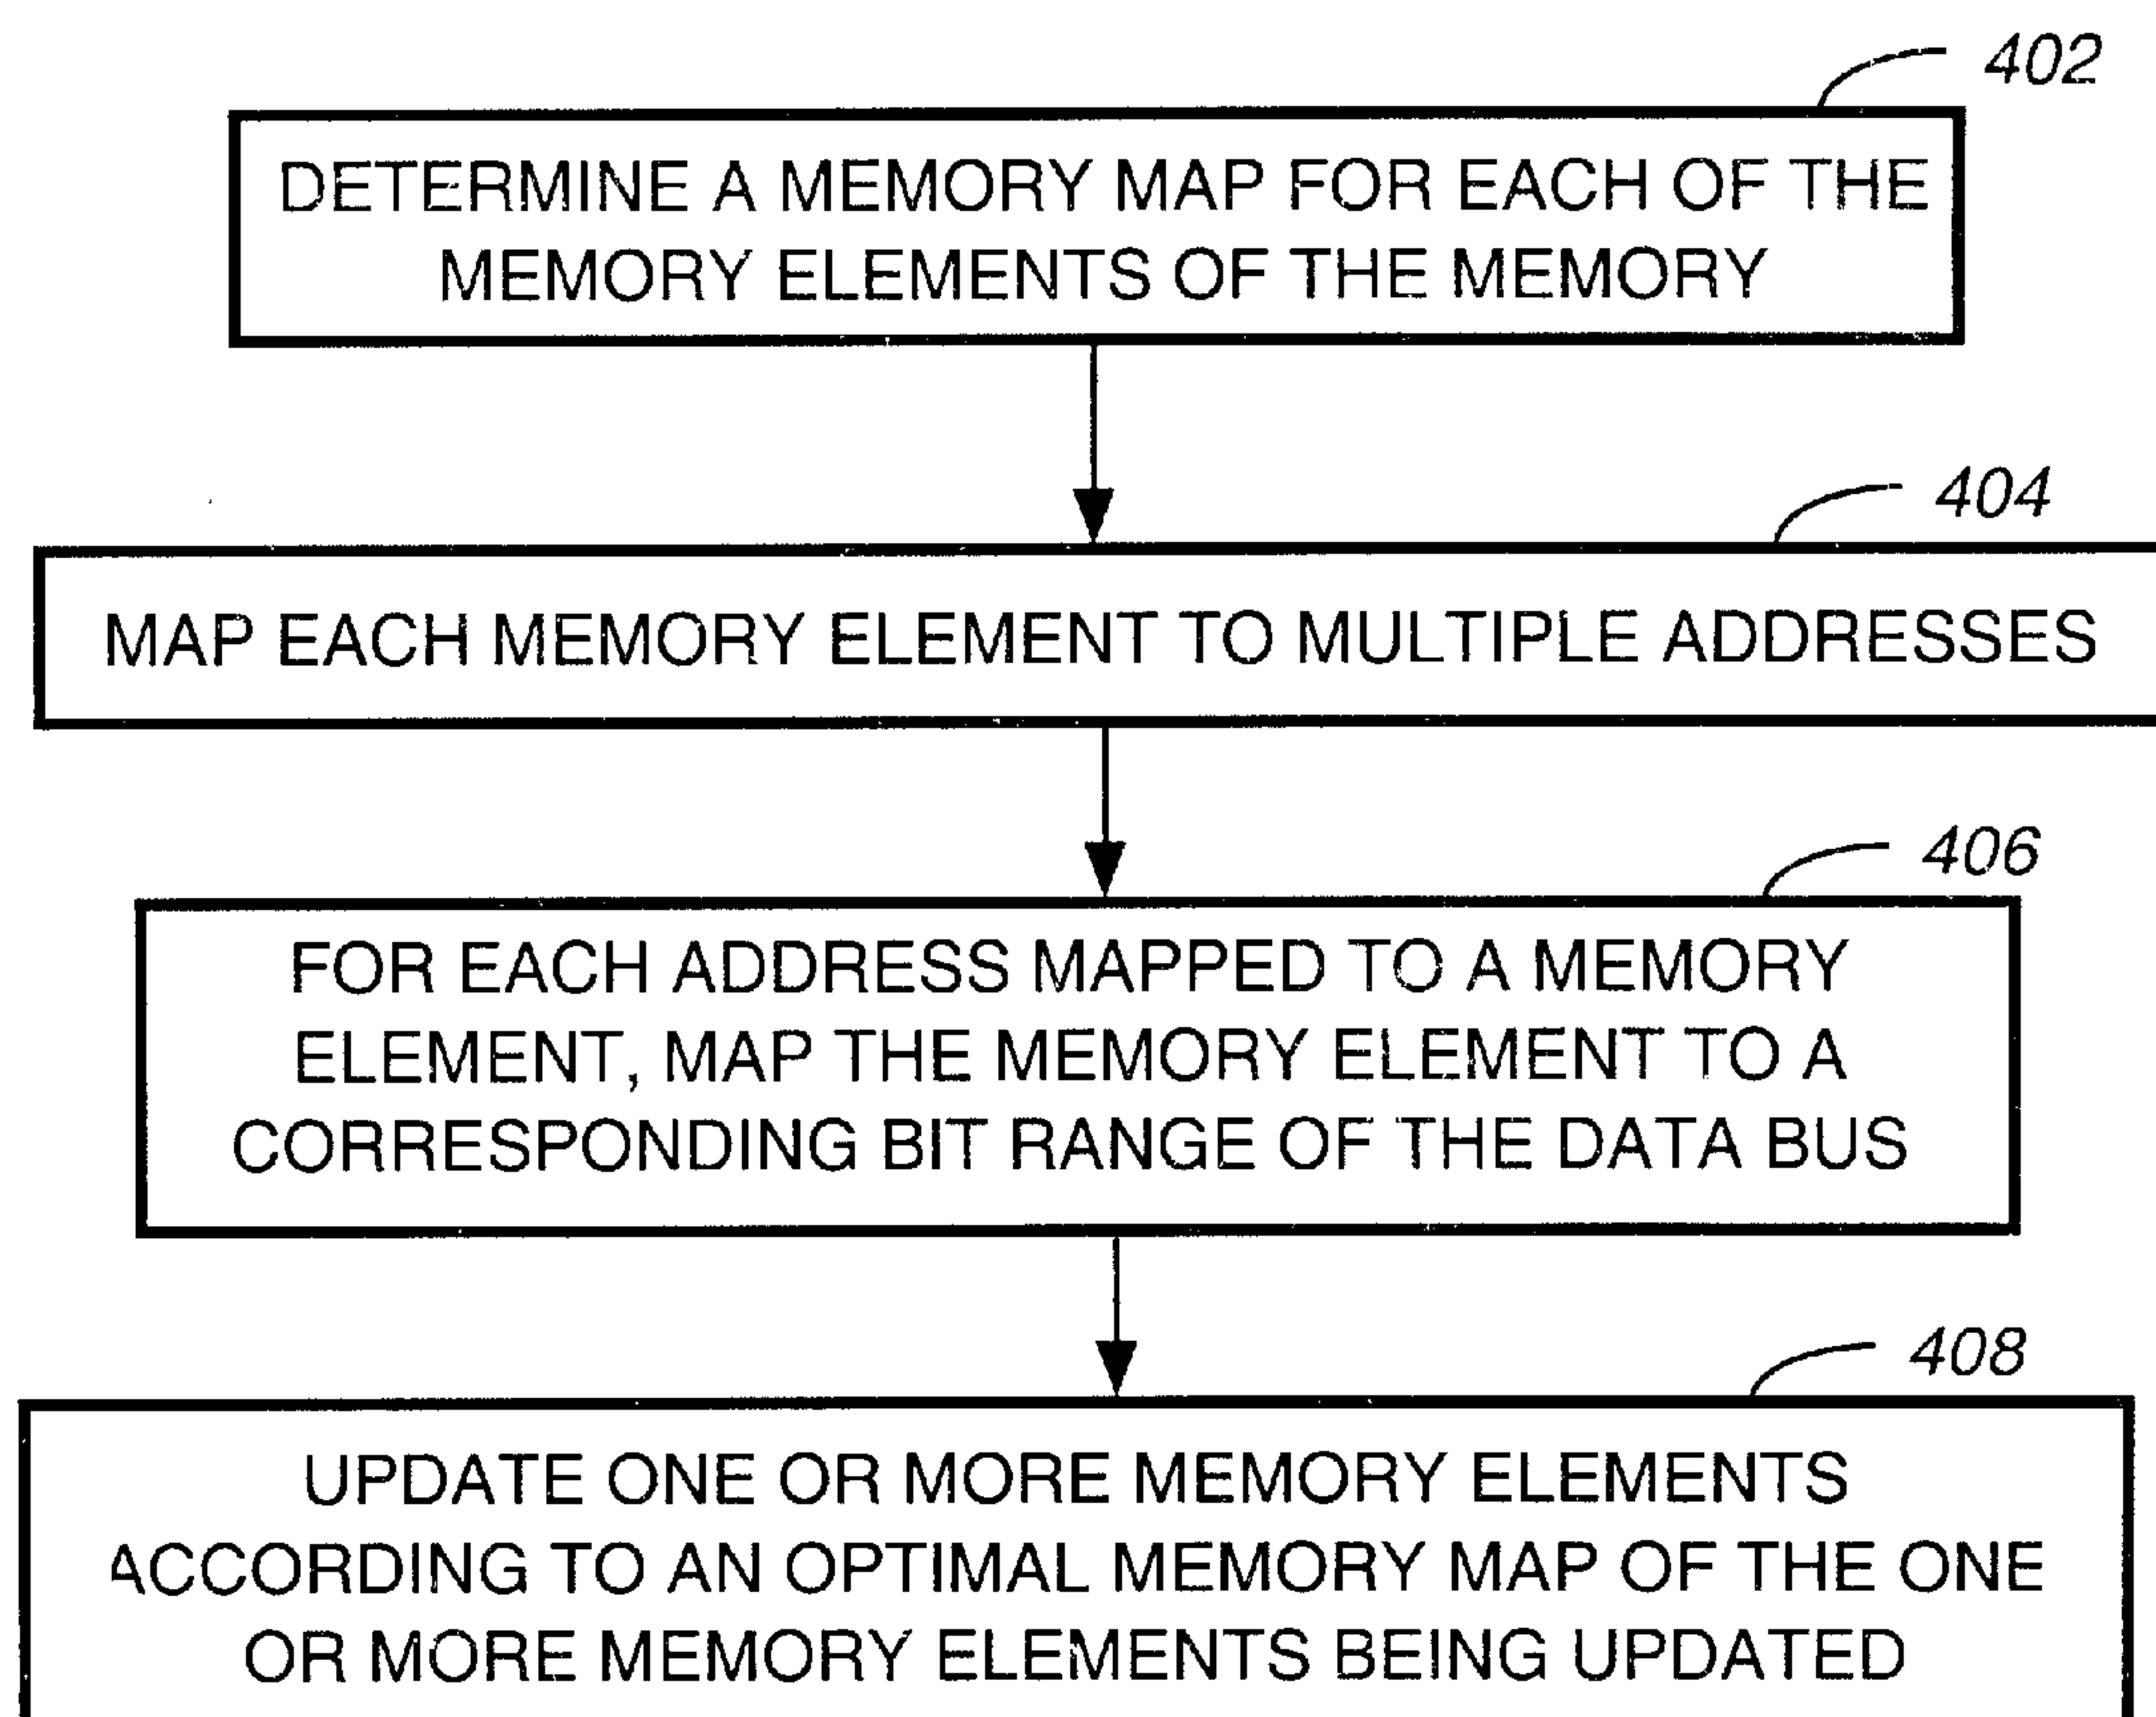 402
DETERMINE A MEMORY MAP FOR EACH OF THE
MEMORY ELEMENTS OF THE MEMORY
404
MAP EACH MEMORY ELEMENT TO MULTIPLE ADDRESSES
406
FOR EACH ADDRESS MAPPED TO A MEMORY
ELEMENT, MAP THE MEMORY ELEMENT TO A
CORRESPONDING BIT RANGE OF THE DATA BUS
408
UPDATE ONE OR MORE MEMORY ELEMENTS
ACCORDING TO AN OPTIMAL MEMORY MAP OF THE ONE
OR MORE MEMORY ELEMENTS BEING UPDATED